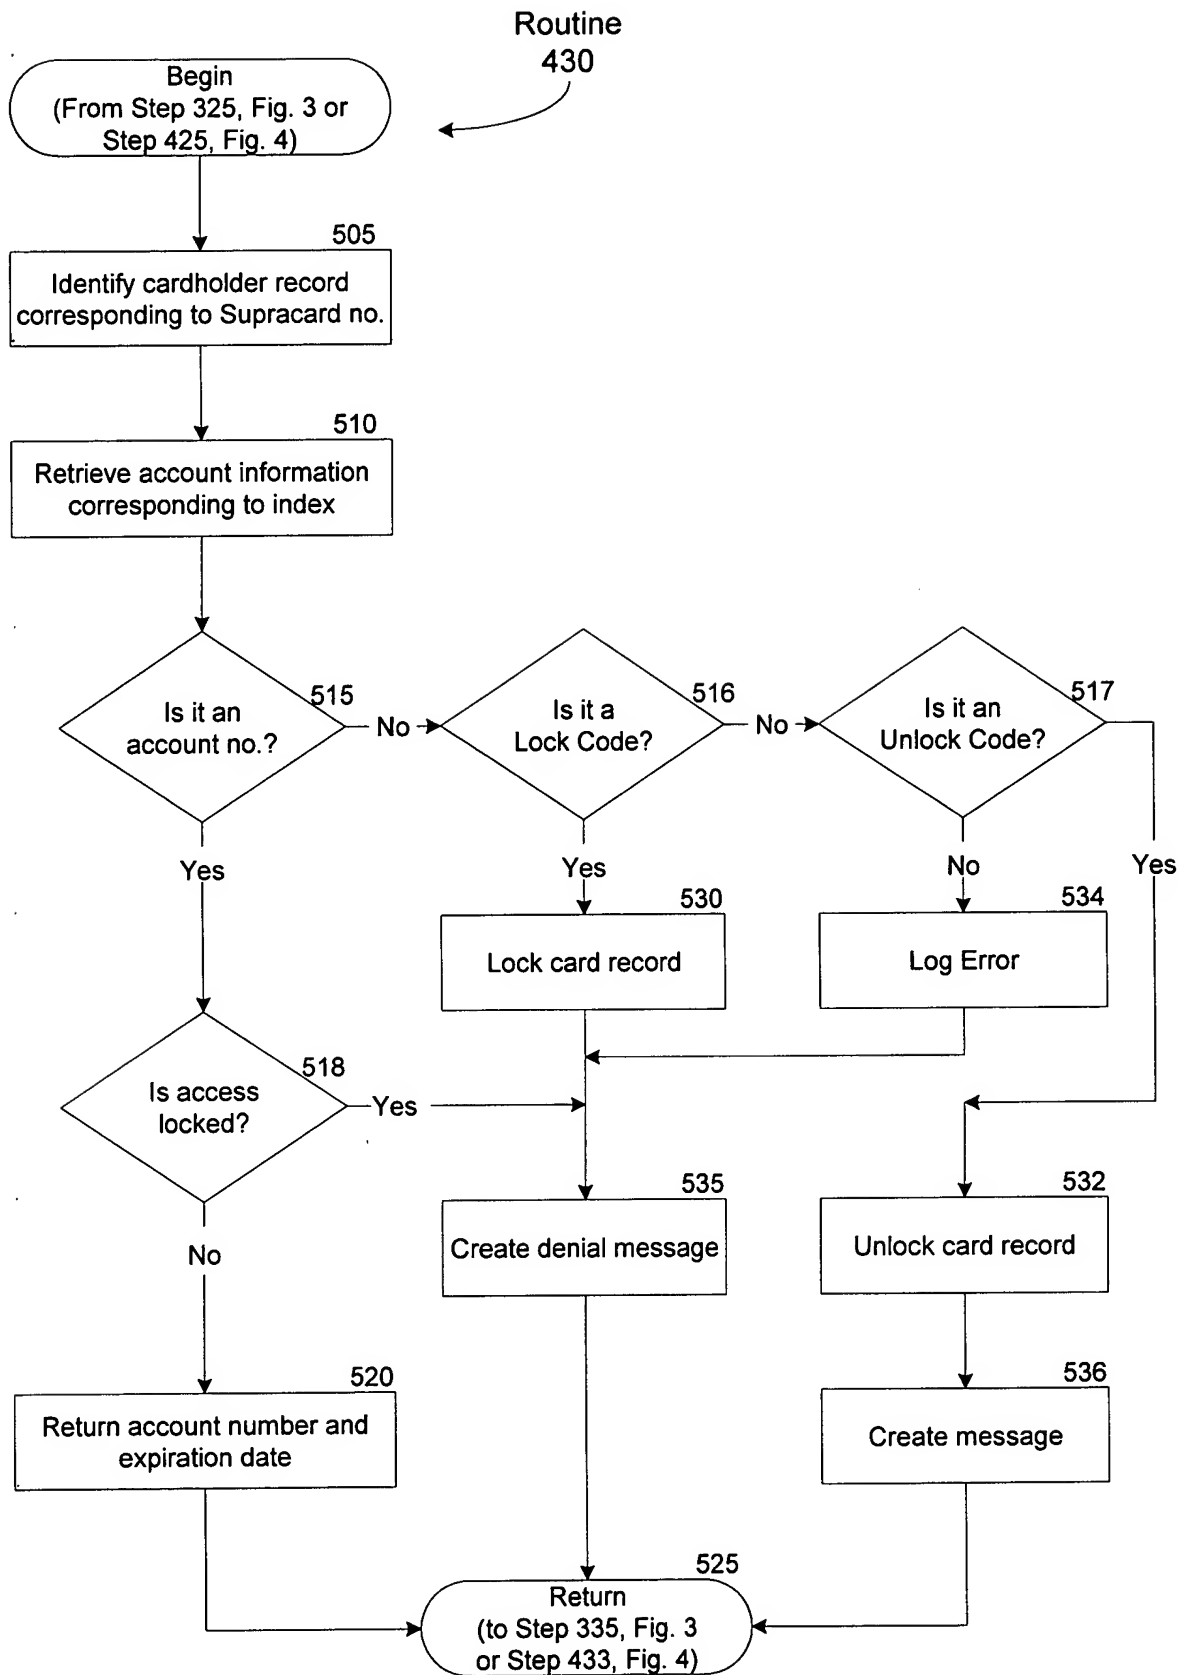 Routine
430
Begin
(From Step 325, Fig. 3 or
Step 425, Fig. 4)
505
Identify cardholder record
corresponding to Supracard no.
510
Retrieve account information
corresponding to index
515
Is it an
account no.?
No
516
Is it a
Lock Code?
No
517
Is it an
Unlock Code?
Yes
Yes
No
Yes
530
Lock card record
534
Log Error
518
Is access
locked?
Yes
535
Create denial message
532
Unlock card record
No
520
Return account number and
expiration date
536
Create message
525
Return
(to Step 335, Fig. 3
or Step 433, Fig. 4)